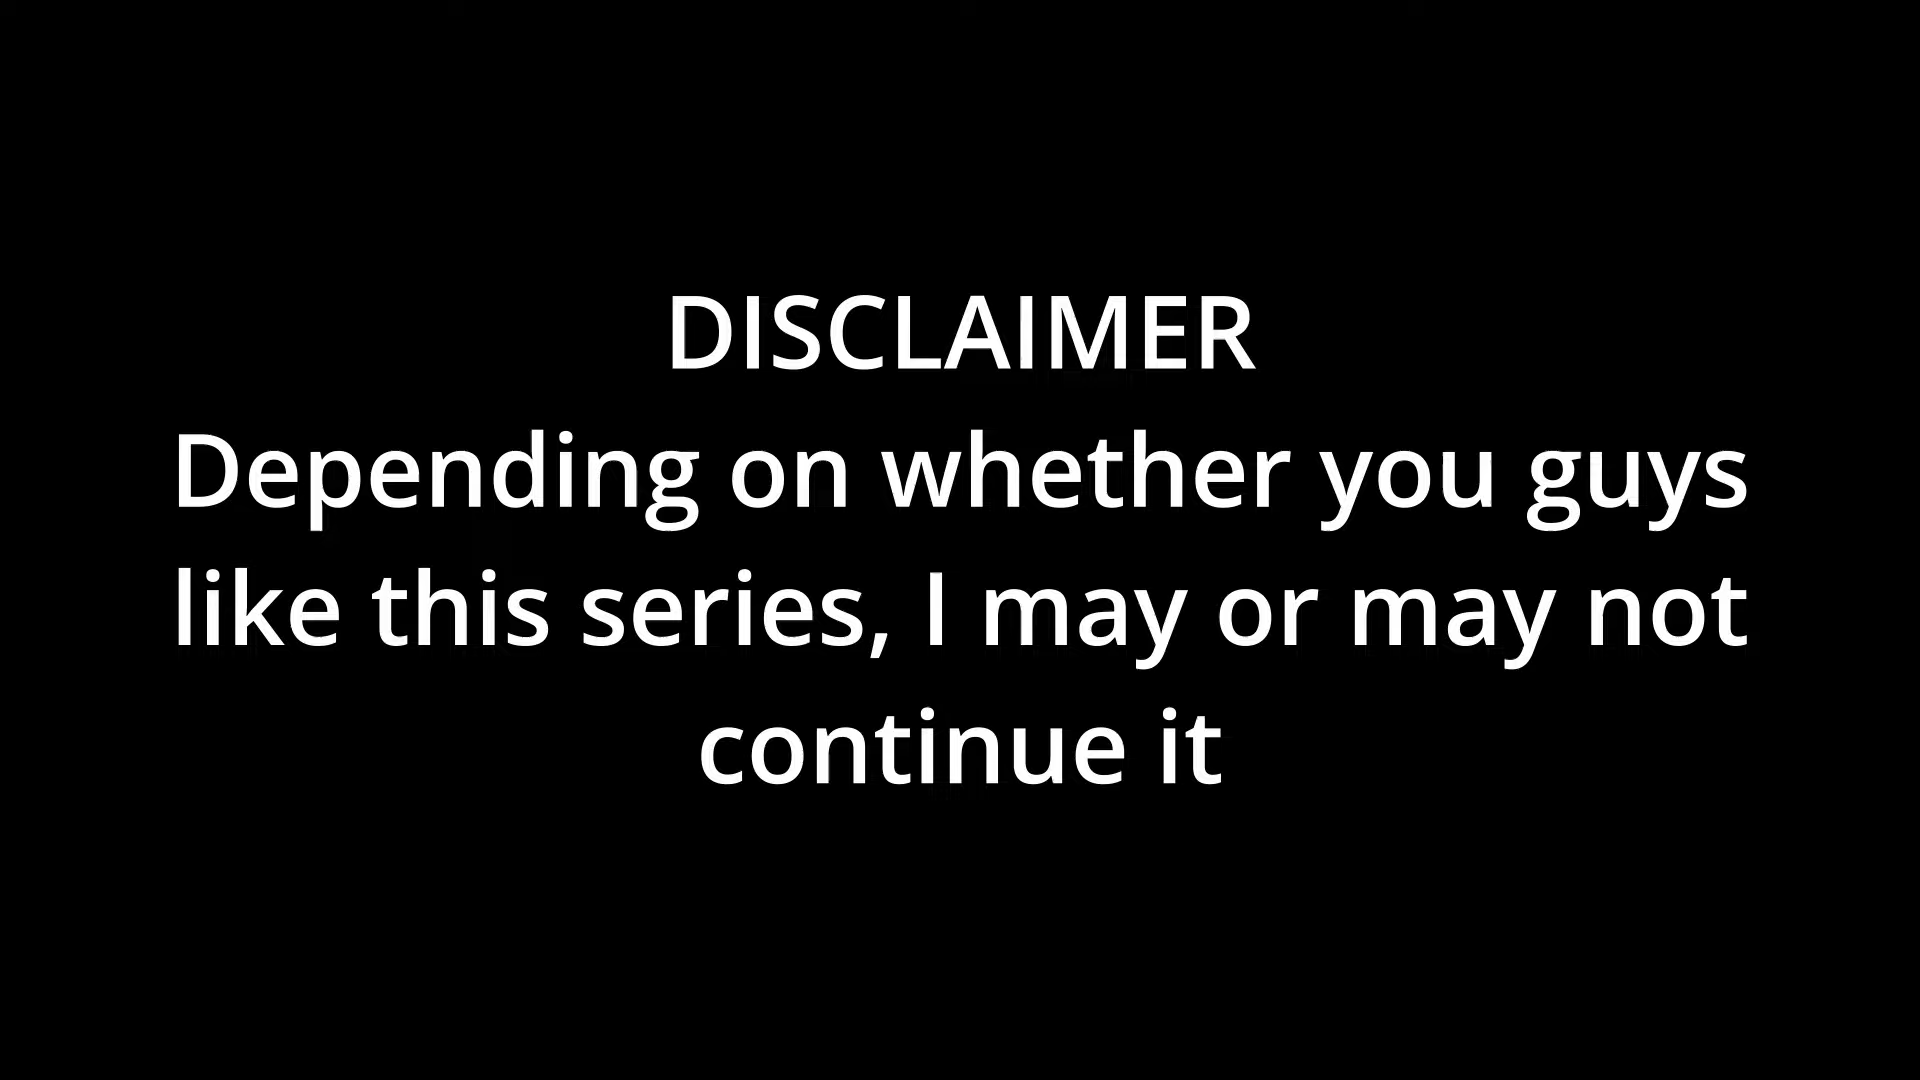 DISCLAIMER
Depending on whether you guys
like this series, I may or may not
continue it